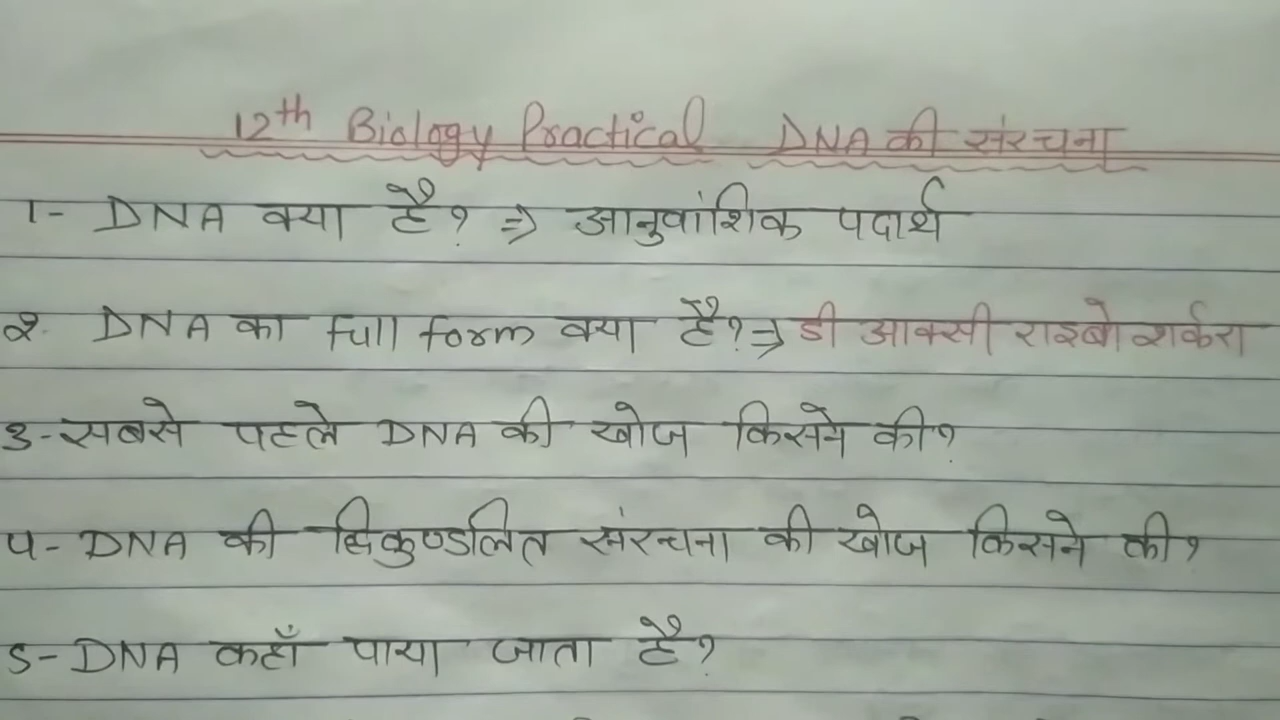 12th Biology Practical DNA की संरचना
1- DNA क्या है? ⇒ आनुवांशिक पदार्थ
2. DNA का full form क्या है? ⇒ डी आक्सी राइबो शर्करा
3- सबसे पहले DNA की खोज किसने की?
4- DNA की द्विकुण्डलित संरचना की खोज किसने की?
5- DNA कहाँ पाया जाता है?